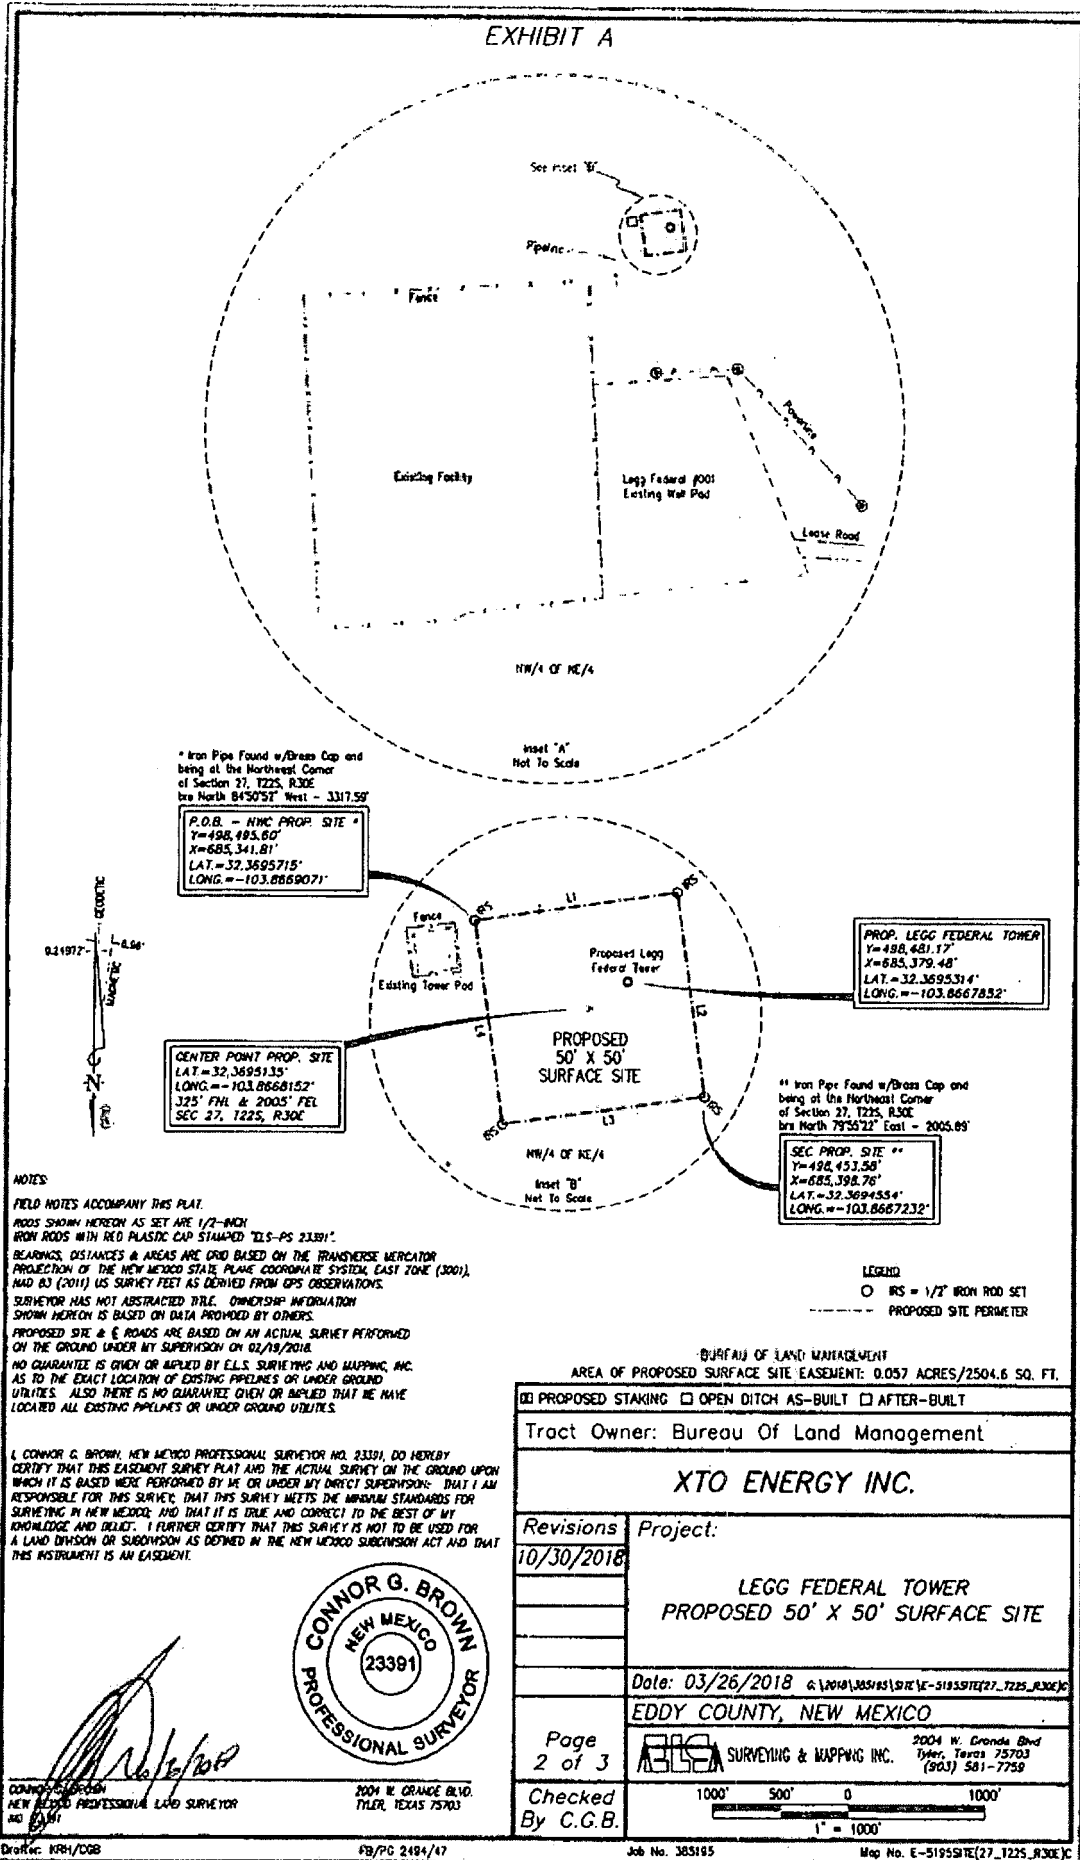 EXHIBIT A
See Inset "B"
Pipeline
Fence
Powerline
Existing Facility
Legg Federal #001
Existing Well Pad
Lease Road
NW/4 OF NE/4
Inset "A"
Not To Scale
* Iron Pipe Found w/Brass Cap and
being at the Northwest Corner
of Section 27, T22S, R30E
brs North 84°50'52" West - 3317.59'
P.O.B. - NWC PROP. SITE *
Y=498,495.60'
X=685,341.81'
LAT.=32.3695715°
LONG.=-103.8669071°
GEODETIC
0.21972°
6.96°
MAGNETIC
N
(GRID)
IRS
L1
IRS
Fence
Existing Tower Pad
Proposed Legg
Federal Tower
L2
L4
PROPOSED
50' X 50'
SURFACE SITE
L3
IRS
IRS
NW/4 OF NE/4
Inset "B"
Not To Scale
PROP. LEGG FEDERAL TOWER
Y=498,481.17'
X=685,379.48'
LAT.=32.3695314°
LONG.=-103.8667852°
CENTER POINT PROP. SITE
LAT.=32.3695135°
LONG.=-103.8668152°
325' FNL & 2005' FEL
SEC 27, T22S, R30E
** Iron Pipe Found w/Brass Cap and
being at the Northeast Corner
of Section 27, T22S, R30E
brs North 79°55'22" East - 2005.89'
SEC PROP. SITE **
Y=498,453.58'
X=685,398.76'
LAT.=32.3694554°
LONG.=-103.8667232°
NOTES:
FIELD NOTES ACCOMPANY THIS PLAT.
RODS SHOWN HEREON AS SET ARE 1/2-INCH
IRON RODS WITH RED PLASTIC CAP STAMPED "ELS-PS 23391".
BEARINGS, DISTANCES & AREAS ARE GRID BASED ON THE TRANSVERSE MERCATOR
PROJECTION OF THE NEW MEXICO STATE PLANE COORDINATE SYSTEM, EAST ZONE (3001),
NAD 83 (2011) US SURVEY FEET AS DERIVED FROM GPS OBSERVATIONS.
SURVEYOR HAS NOT ABSTRACTED TITLE. OWNERSHIP INFORMATION
SHOWN HEREON IS BASED ON DATA PROVIDED BY OTHERS.
PROPOSED SITE & ℄ ROADS ARE BASED ON AN ACTUAL SURVEY PERFORMED
ON THE GROUND UNDER MY SUPERVISION ON 02/19/2018.
NO GUARANTEE IS GIVEN OR IMPLIED BY E.L.S. SURVEYING AND MAPPING, INC.
AS TO THE EXACT LOCATION OF EXISTING PIPELINES OR UNDER GROUND
UTILITIES. ALSO THERE IS NO GUARANTEE GIVEN OR IMPLIED THAT WE HAVE
LOCATED ALL EXISTING PIPELINES OR UNDER GROUND UTILITIES.
LEGEND
IRS = 1/2" IRON ROD SET
PROPOSED SITE PERIMETER
BUREAU OF LAND MANAGEMENT
AREA OF PROPOSED SURFACE SITE EASEMENT: 0.057 ACRES/2504.6 SQ. FT.
☒ PROPOSED STAKING ☐ OPEN DITCH AS-BUILT ☐ AFTER-BUILT
Tract Owner: Bureau Of Land Management
XTO ENERGY INC.
I, CONNOR G. BROWN, NEW MEXICO PROFESSIONAL SURVEYOR NO. 23391, DO HEREBY
CERTIFY THAT THIS EASEMENT SURVEY PLAT AND THE ACTUAL SURVEY ON THE GROUND UPON
WHICH IT IS BASED WERE PERFORMED BY ME OR UNDER MY DIRECT SUPERVISION; THAT I AM
RESPONSIBLE FOR THIS SURVEY, THAT THIS SURVEY MEETS THE MINIMUM STANDARDS FOR
SURVEYING IN NEW MEXICO; AND THAT IT IS TRUE AND CORRECT TO THE BEST OF MY
KNOWLEDGE AND BELIEF. I FURTHER CERTIFY THAT THIS SURVEY IS NOT TO BE USED FOR
A LAND DIVISION OR SUBDIVISION AS DEFINED IN THE NEW MEXICO SUBDIVISION ACT AND THAT
THIS INSTRUMENT IS AN EASEMENT.
CONNOR G. BROWN
NEW MEXICO
23391
PROFESSIONAL SURVEYOR
CONNOR G. BROWN
NEW MEXICO PROFESSIONAL LAND SURVEYOR
NO. 23391
2004 W. GRANDE BLVD.
TYLER, TEXAS 75703
Revisions
10/30/2018
Project:
LEGG FEDERAL TOWER
PROPOSED 50' X 50' SURFACE SITE
Date: 03/26/2018 G:\2018\385195\SITE\E-5195SITE(27_T22S_R30E)C
EDDY COUNTY, NEW MEXICO
Page
2 of 3
ELS SURVEYING & MAPPING INC.
2004 W. Grande Blvd
Tyler, Texas 75703
(903) 581-7759
Checked
By C.G.B.
1000' 500' 0 1000'
1" = 1000'
Drafter: KRH/CGB
FB/PG 2494/47
Job No. 385195
Map No. E-5195SITE(27_T22S_R30E)C